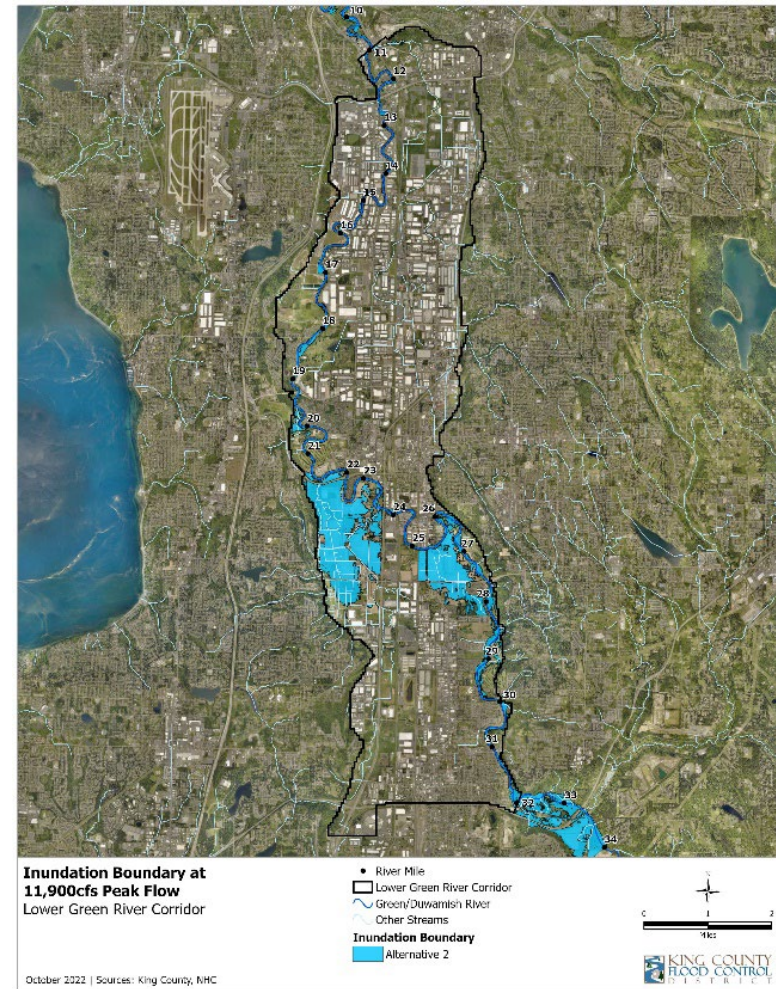 10
11
12
13
14
15
16
17
18
19
20
21
22
23
24
26
25
27
28
29
30
31
32
33
34
Inundation Boundary at
11,900cfs Peak Flow
Lower Green River Corridor
River Mile
Lower Green River Corridor
Green/Duwamish River
Other Streams
Inundation Boundary
Alternative 2
N
0 1 2
Miles
KING COUNTY
FLOOD CONTROL
DISTRICT
October 2022 | Sources: King County, NHC